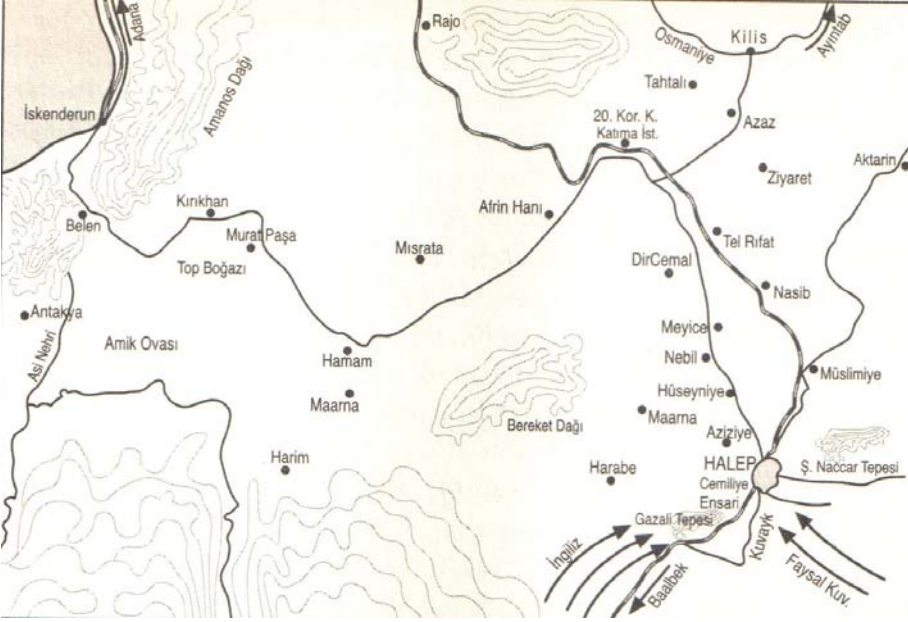 Adana
Rajo
Osmaniye
Kilis
Ayıntab
Amanos Dağı
Tahtalı
İskenderun
20. Kor. K.
Katıma İst.
Azaz
Aktarin
Ziyaret
Kırıkhan
Afrin Hanı
Belen
Murat Paşa
Tel Rıfat
Mısrata
Top Boğazı
DirCemal
Nasib
Antakya
Asi Nehri
Amik Ovası
Meyice
Hamam
Nebil
Müslimiye
Maarna
Hüseyniye
Maarna
Bereket Dağı
Aziziye
Harim
HALEP
Ş. Naccar Tepesi
Harabe
Cemiliye
Ensari
Gazali Tepesi
Kuvayk
İngiliz
Baalbek
Faysal Kuv.